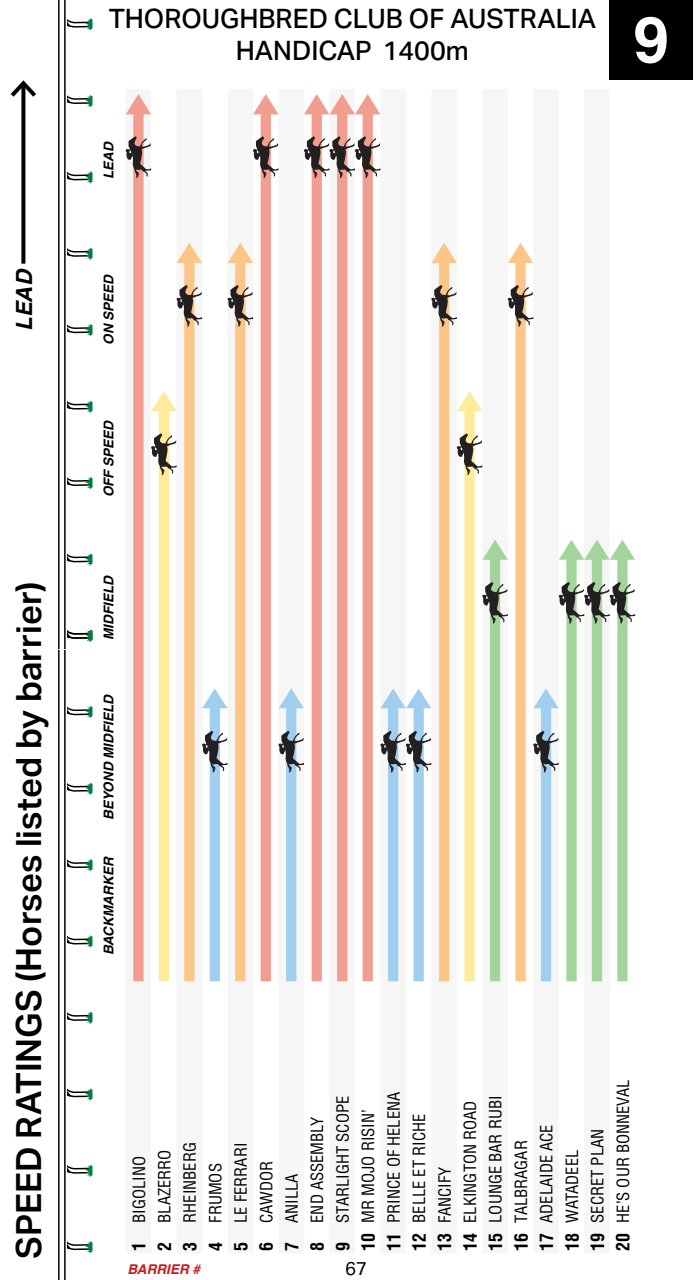 THOROUGHBRED CLUB OF AUSTRALIA
HANDICAP 1400m
9
SPEED RATINGS (Horses listed by barrier)
LEAD
LEAD
ON SPEED
OFF SPEED
MIDFIELD
BEYOND MIDFIELD
BACKMARKER
1 BIGOLINO
2 BLAZERRO
3 RHEINBERG
4 FRUMOS
5 LE FERRARI
6 CAWDOR
7 ANILLA
8 END ASSEMBLY
9 STARLIGHT SCOPE
10 MR MOJO RISIN'
11 PRINCE OF HELENA
12 BELLE ET RICHE
13 FANCIFY
14 ELKINGTON ROAD
15 LOUNGE BAR RUBI
16 TALBRAGAR
17 ADELAIDE ACE
18 WATADEEL
19 SECRET PLAN
20 HE'S OUR BONNEVAL
BARRIER #
67